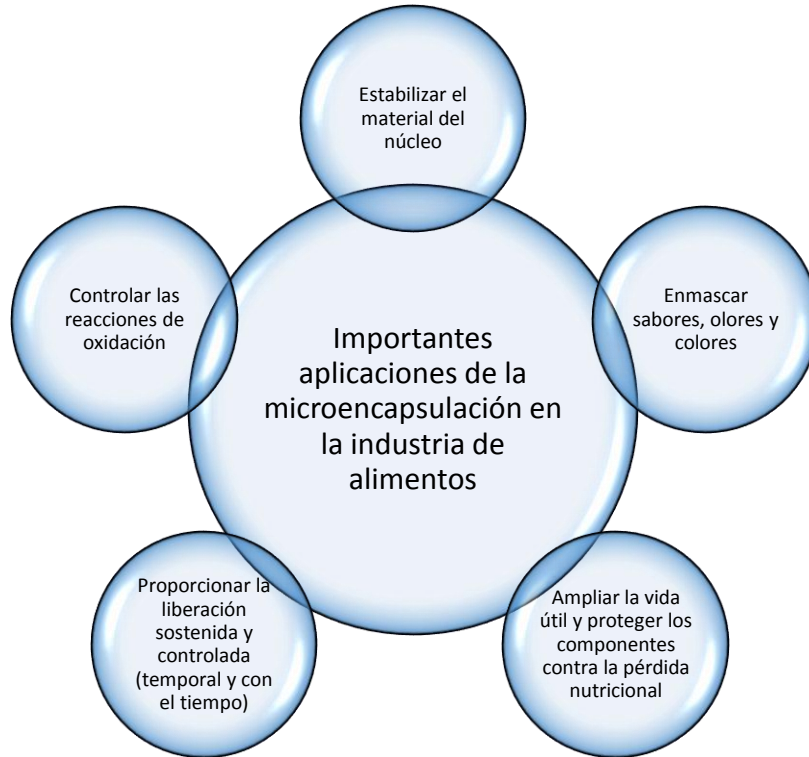 Estabilizar el
material del
núcleo
Controlar las
reacciones de
oxidación
Enmascar
sabores, olores y
colores
Importantes
aplicaciones de la
microencapsulación en
la industria de
alimentos
Proporcionar la
liberación
sostenida y
controlada
(temporal y con
el tiempo)
Ampliar la vida
útil y proteger los
componentes
contra la pérdida
nutricional